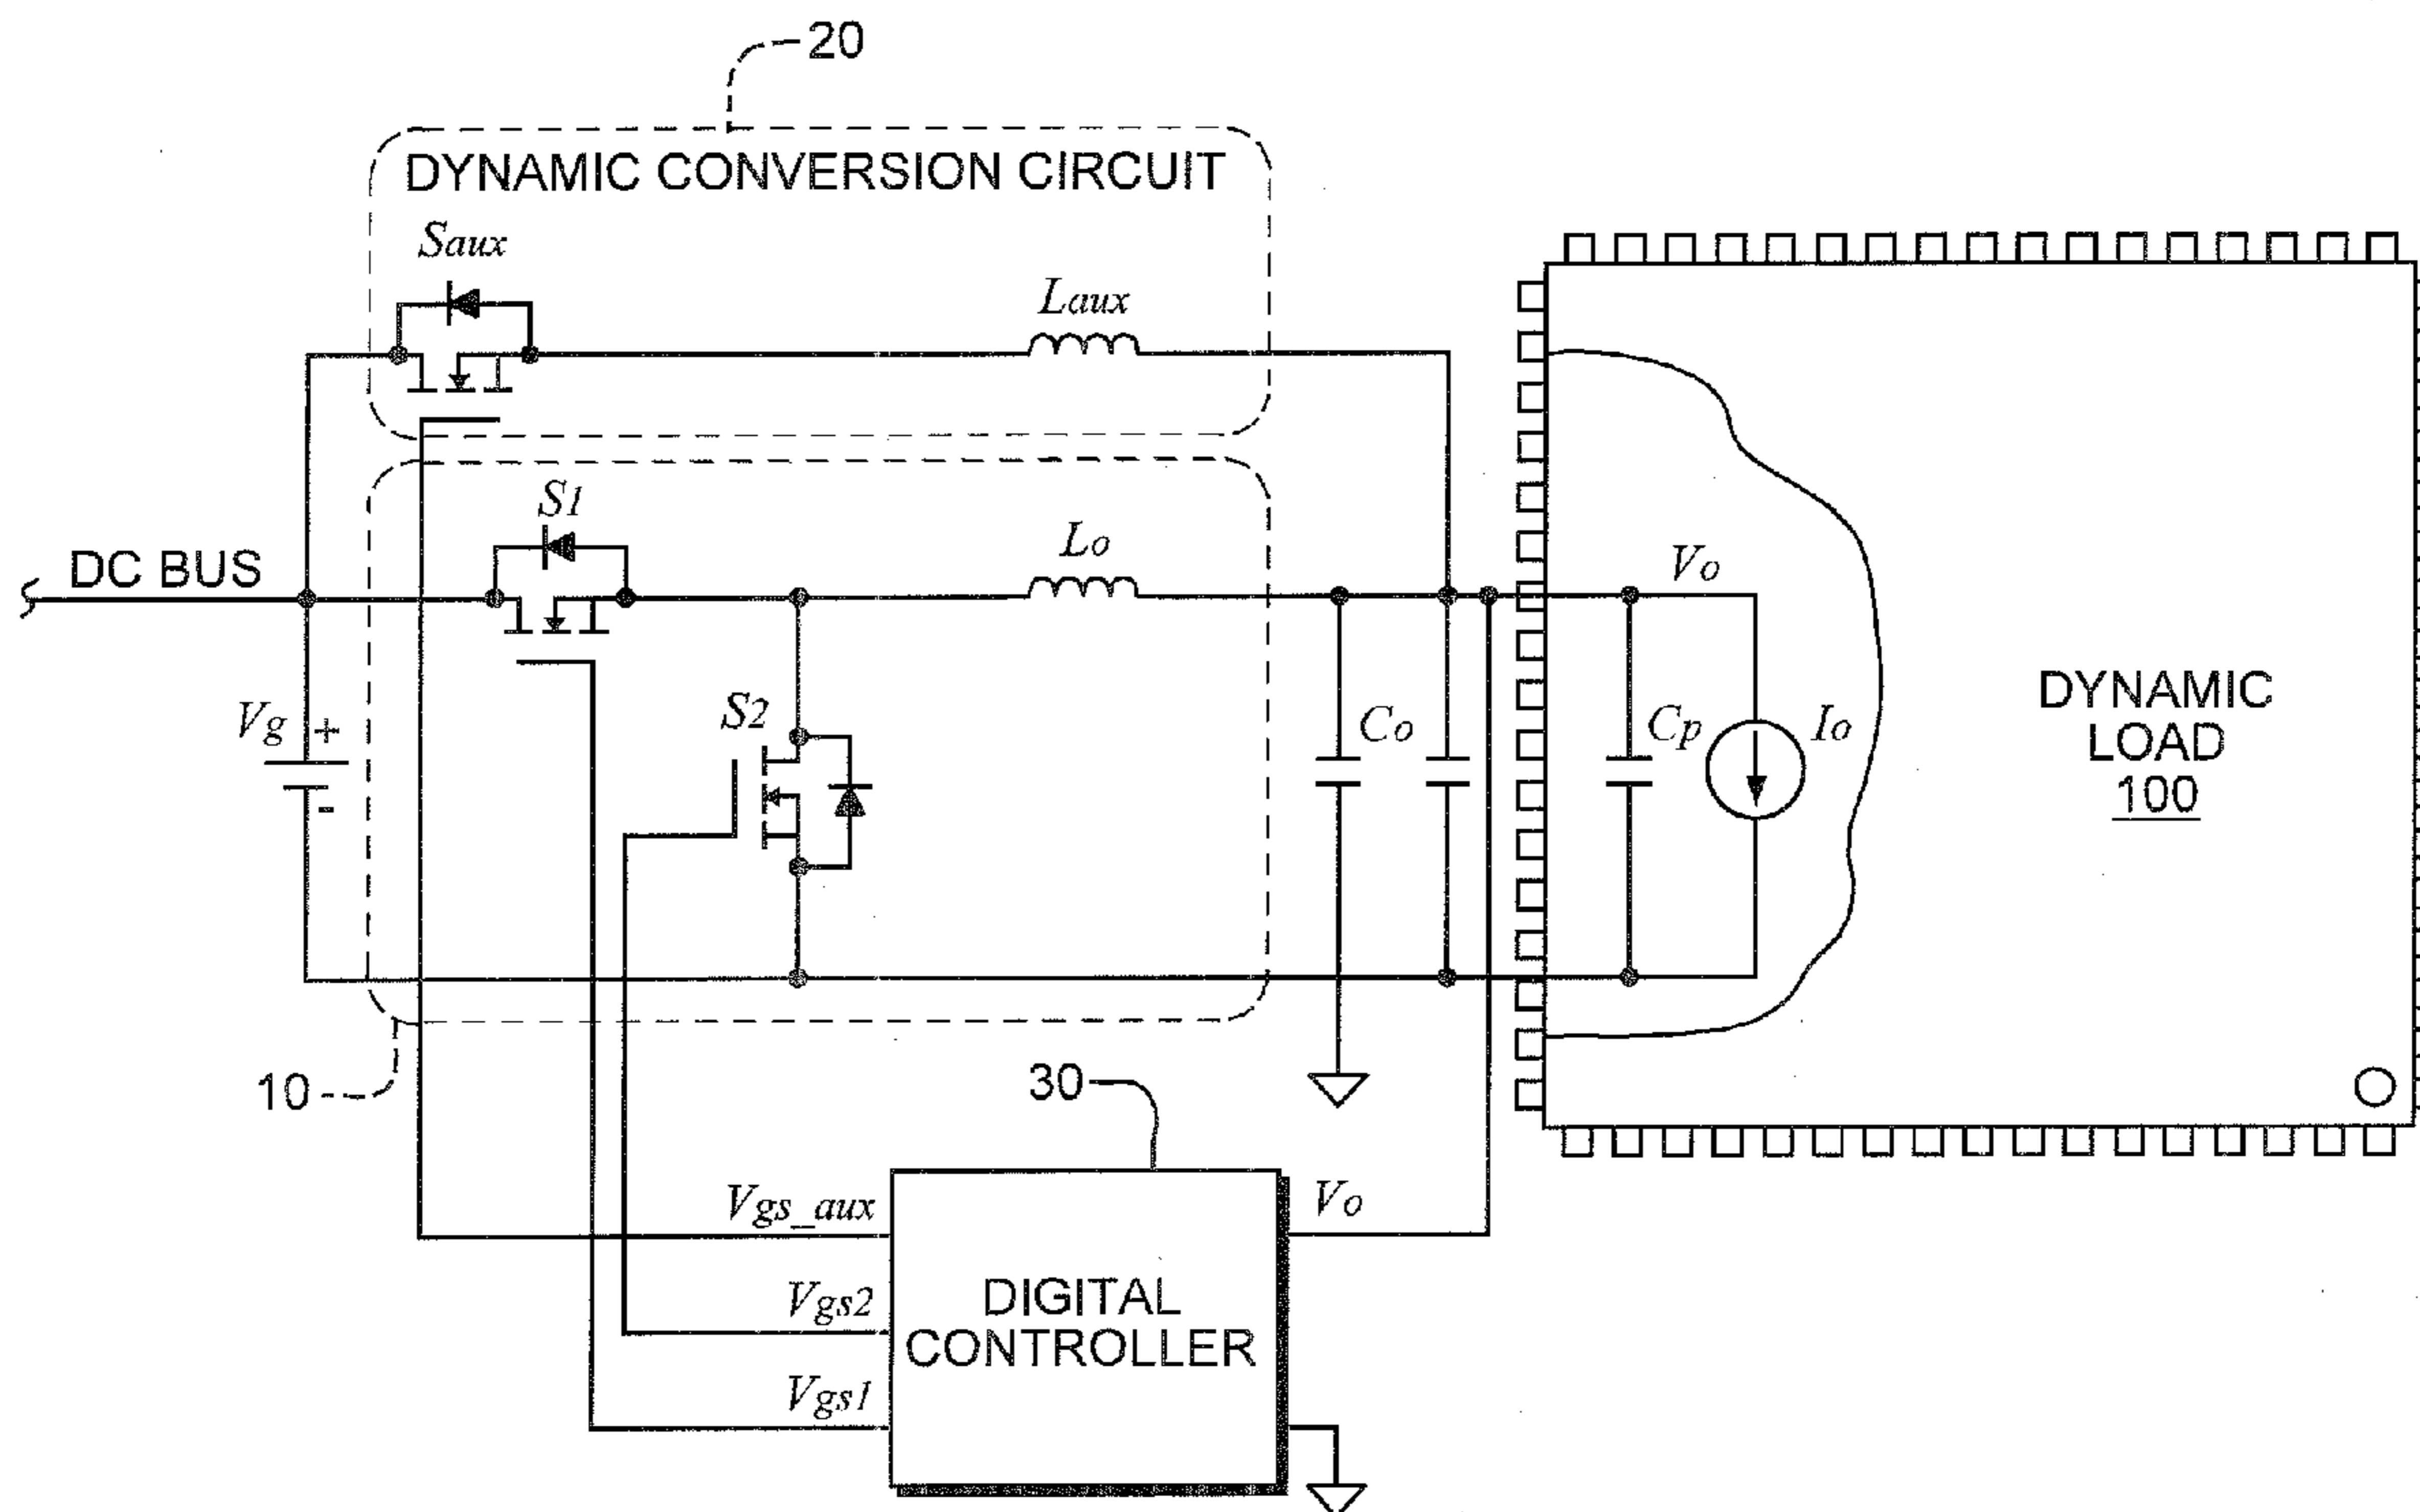 20
DYNAMIC CONVERSION CIRCUIT
Saux
Laux
S1
Lo
DC BUS
Vo
S2
Vg
+
-
Co
Cp
Io
DYNAMIC
LOAD
100
10
30
Vgs_aux
Vo
Vgs2
DIGITAL
CONTROLLER
Vgs1